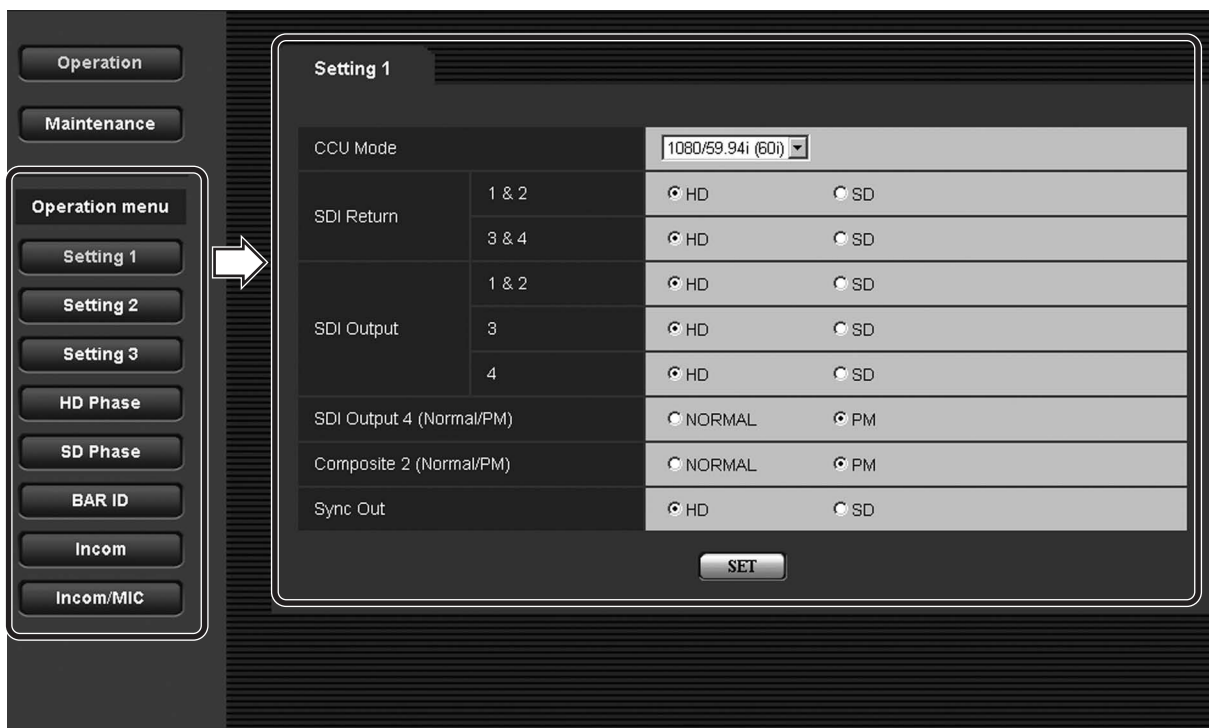 Operation
Maintenance
Operation menu
Setting 1
Setting 2
Setting 3
HD Phase
SD Phase
BAR ID
Incom
Incom/MIC
Setting 1
CCU Mode 1080/59.94i (60i)
SDI Return 1 & 2 HD SD
3 & 4 HD SD
SDI Output 1 & 2 HD SD
3 HD SD
4 HD SD
SDI Output 4 (Normal/PM) NORMAL PM
Composite 2 (Normal/PM) NORMAL PM
Sync Out HD SD
SET